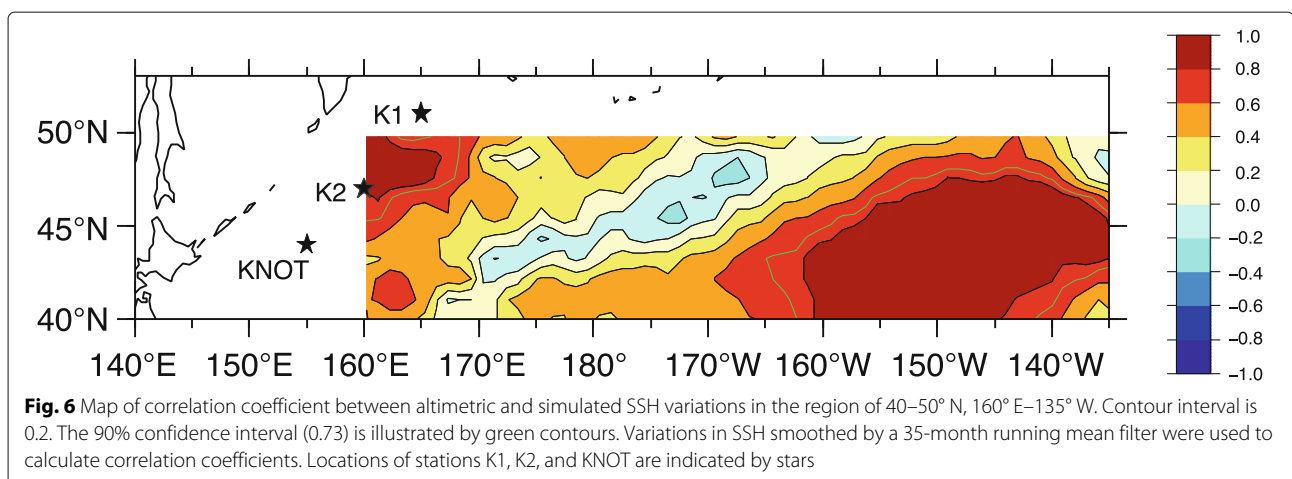 1.0
0.8
0.6
0.4
0.2
0.0
−0.2
−0.4
−0.6
−0.8
−1.0
50°N
45°N
40°N
K1
K2
KNOT
140°E 150°E 160°E 170°E 180° 170°W 160°W 150°W 140°W
Fig. 6 Map of correlation coefficient between altimetric and simulated SSH variations in the region of 40–50° N, 160° E–135° W. Contour interval is
0.2. The 90% confidence interval (0.73) is illustrated by green contours. Variations in SSH smoothed by a 35-month running mean filter were used to
calculate correlation coefficients. Locations of stations K1, K2, and KNOT are indicated by stars